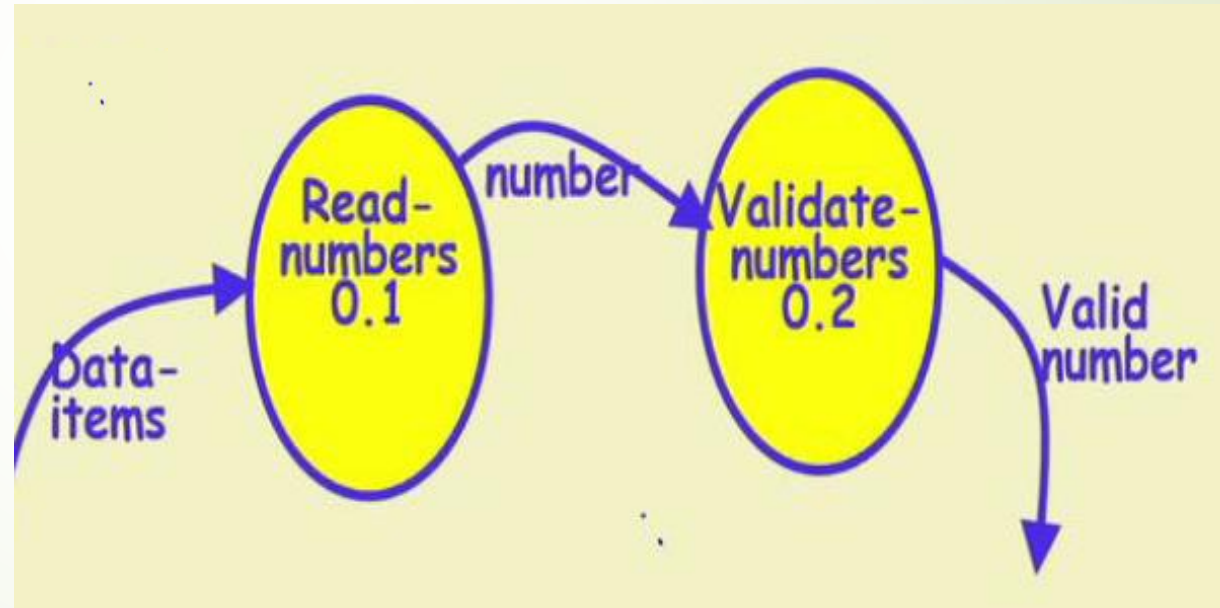 Data-
items
Read-
numbers
0.1
number
Validate-
numbers
0.2
Valid
number